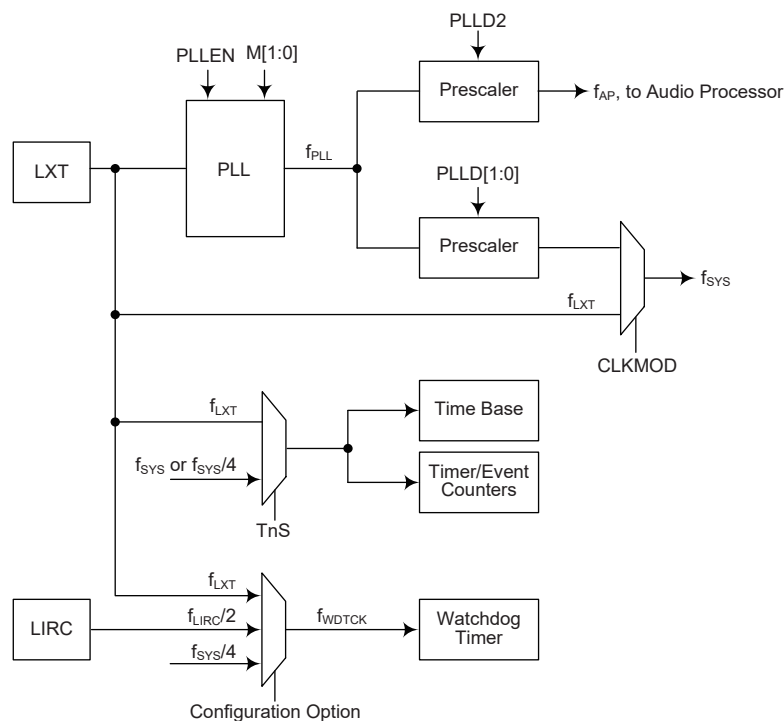 PLLD2
PLLEN M[1:0]
Prescaler
fAP, to Audio Processor
LXT
PLL
fPLL
PLLD[1:0]
Prescaler
fSYS
fLXT
CLKMOD
fLXT
Time Base
fSYS or fSYS/4
Timer/Event
Counters
TnS
fLXT
LIRC
fLIRC/2
fWDTCK
Watchdog
Timer
fSYS/4
Configuration Option